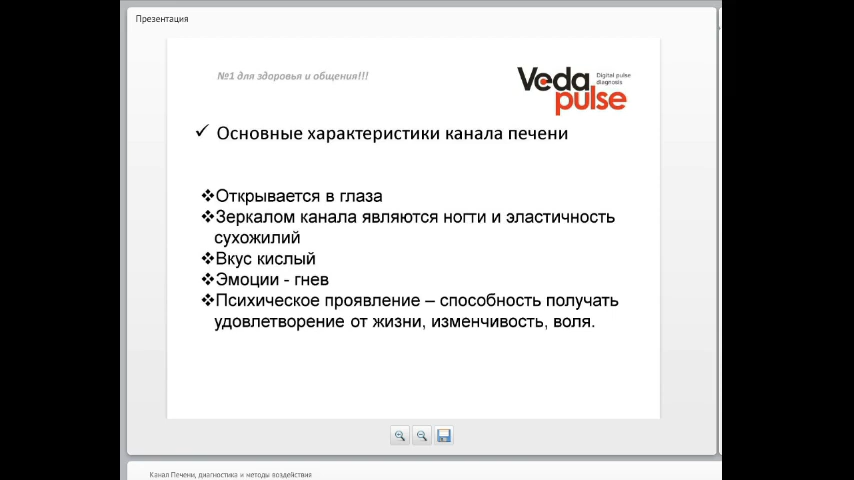 Презентация
№1 для здоровья и общения!!!
Veda pulse
Digital pulse
diagnosis
Основные характеристики канала печени
Открывается в глаза
Зеркалом канала являются ногти и эластичность
сухожилий
Вкус кислый
Эмоции - гнев
Психическое проявление – способность получать
удовлетворение от жизни, изменчивость, воля.
Канал Печени, диагностика и методы воздействия